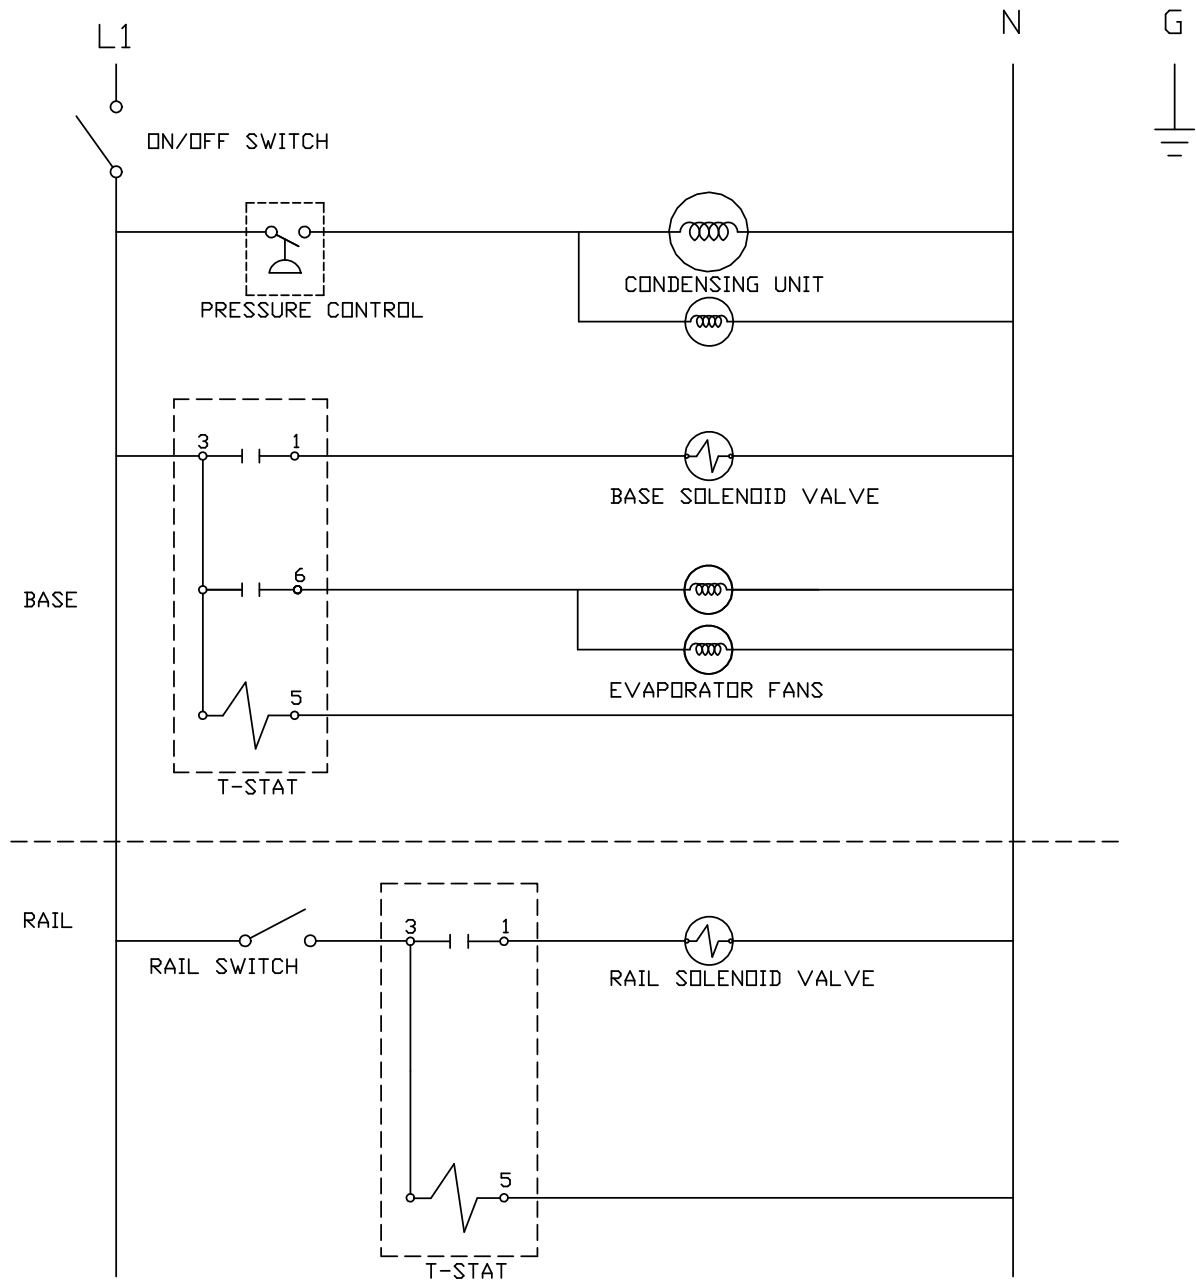 L1
N
G
ON/OFF SWITCH
CONDENSING UNIT
PRESSURE CONTROL
3
1
BASE SOLENOID VALVE
6
BASE
EVAPORATOR FANS
5
T-STAT
RAIL
3
1
RAIL SWITCH
RAIL SOLENOID VALVE
5
T-STAT